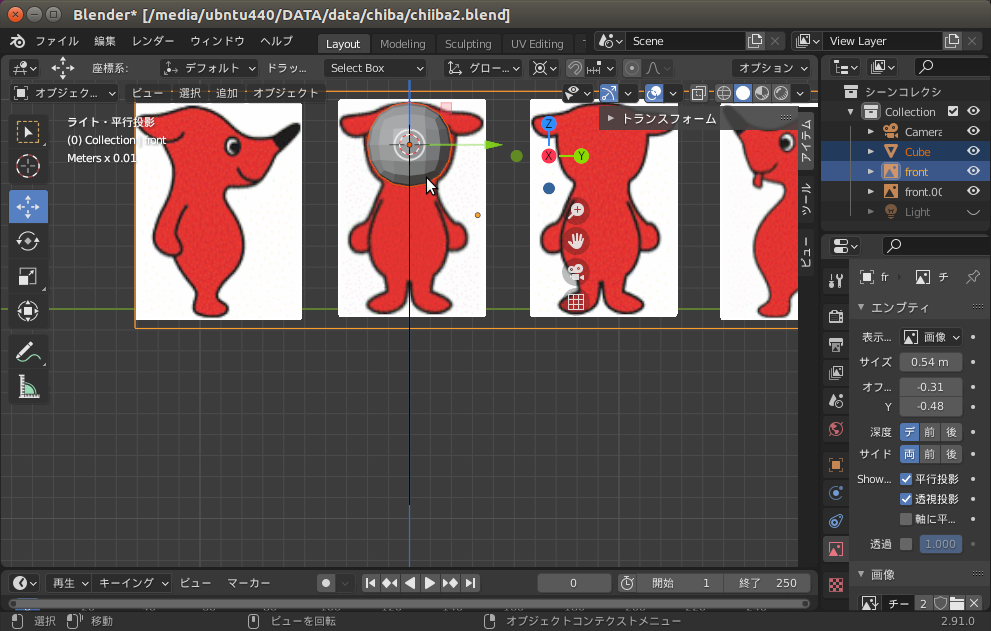 Blender* [/media/ubntu440/DATA/data/chiba/chiiba2.blend]
ファイル 編集 レンダー ウィンドウ ヘルプ Layout Modeling Sculpting UV Editing Scene View Layer
座標系: デフォルト ドラッ... Select Box グロー... オプション
オブジェク... ビュー 選択 追加 オブジェクト
ライト・平行投影
(0) Collection | font
Meters x 0.01
トランスフォーム
Z
X
Y
アイテム
ツール
ビュー
シーンコレクシ
Collection
Camera
Cube
front
front.00
Light
fr チ
エンプティ
表示... 画像
サイズ 0.54 m
オフ... -0.31
Y -0.48
深度 デ 前 後
サイド 両 前 後
Show... 平行投影
透視投影
軸に平...
透過 1.000
画像
チー 2
再生 キーイング ビュー マーカー 0 開始 1 終了 250
選択 移動 ビューを回転 オブジェクトコンテクストメニュー 2.91.0